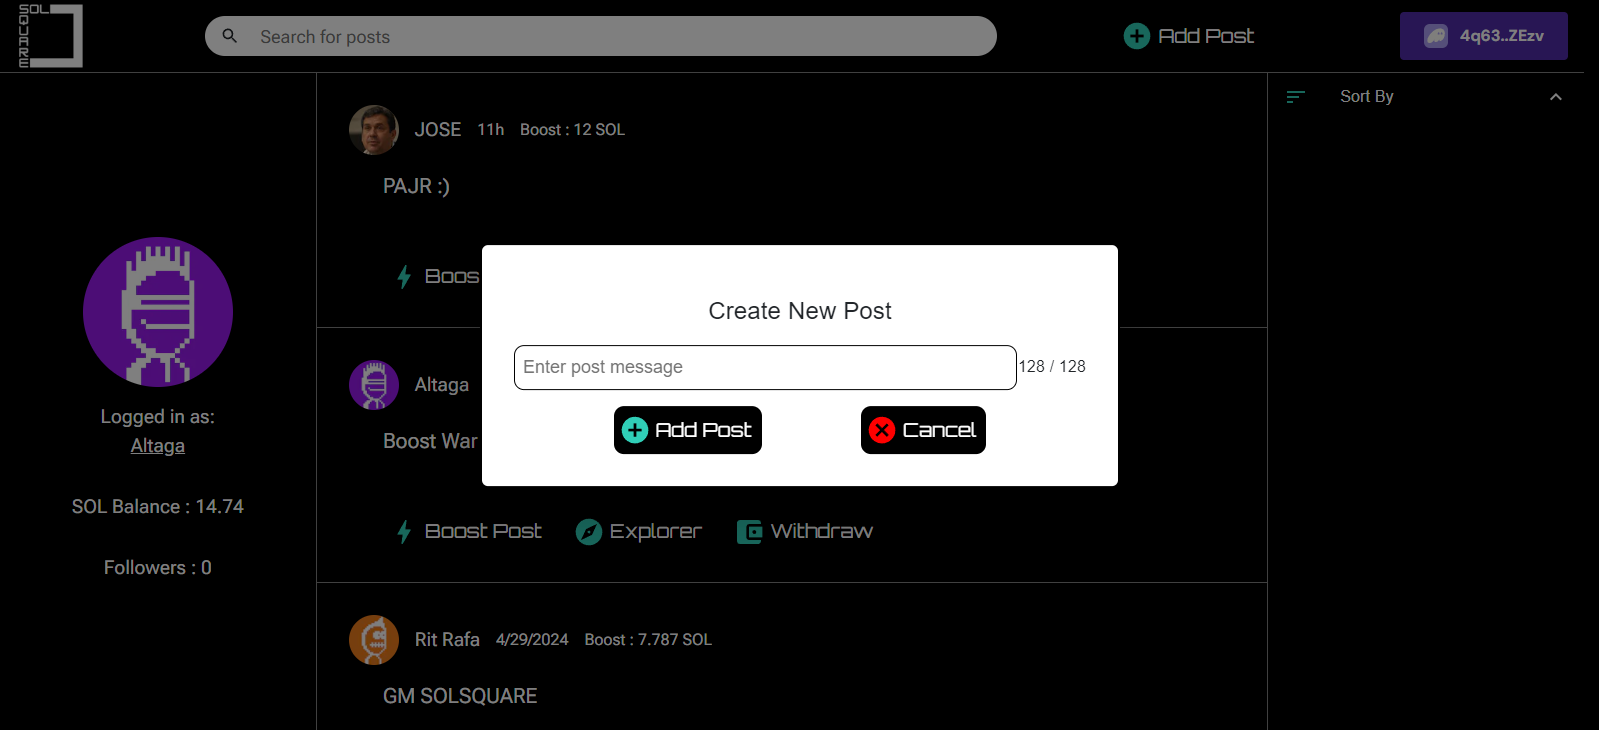 SOL
SQUARE
Search for posts
Add Post
4q63..ZEzv
Sort By
JOSE 11h Boost : 12 SOL
PAJR :)
Boos
Create New Post
Enter post message
128 / 128
Add Post
Cancel
Altaga
Boost War
Boost Post
Explorer
Withdraw
Rit Rafa 4/29/2024 Boost : 7.787 SOL
GM SOLSQUARE
Logged in as:
Altaga
SOL Balance : 14.74
Followers : 0